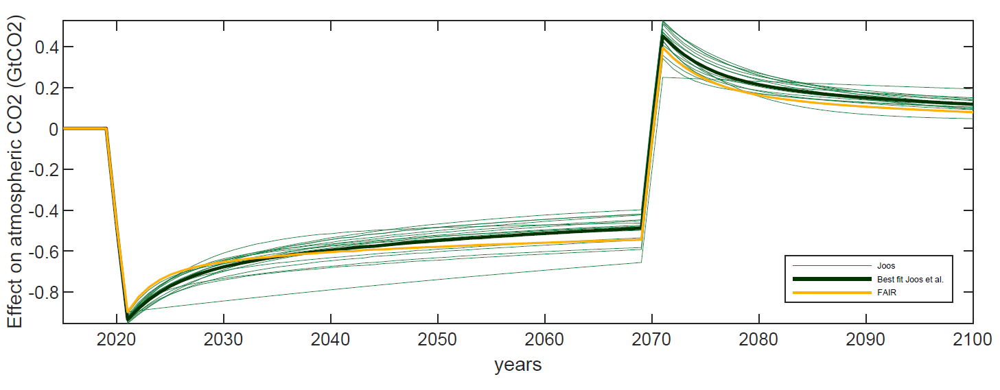 Effect on atmospheric CO2 (GtCO2)
0.4
0.2
0
-0.2
-0.4
-0.6
-0.8
2020 2030 2040 2050 2060 2070 2080 2090 2100
years
Joos
Best fit Joos et al.
FAIR